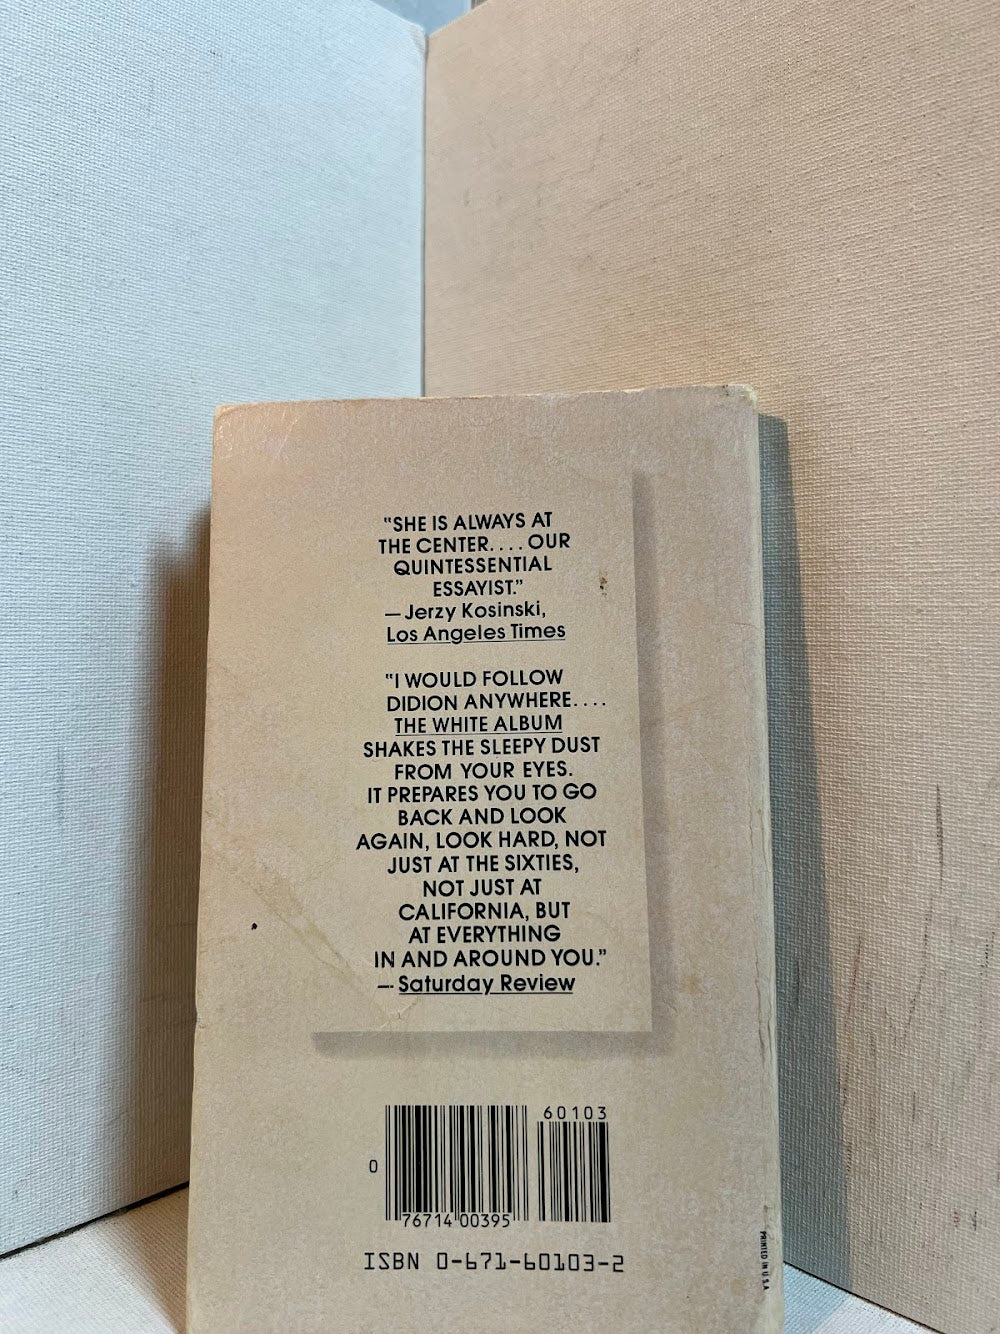 "SHE IS ALWAYS AT
THE CENTER.... OUR
QUINTESSENTIAL
ESSAYIST."
—Jerzy Kosinski,
Los Angeles Times
"I WOULD FOLLOW
DIDION ANYWHERE....
THE WHITE ALBUM
SHAKES THE SLEEPY DUST
FROM YOUR EYES.
IT PREPARES YOU TO GO
BACK AND LOOK
AGAIN, LOOK HARD, NOT
JUST AT THE SIXTIES,
NOT JUST AT
CALIFORNIA, BUT
AT EVERYTHING
IN AND AROUND YOU."
— Saturday Review
60103
0
76714 00395
ISBN 0-671-60103-2
PRINTED IN U.S.A.